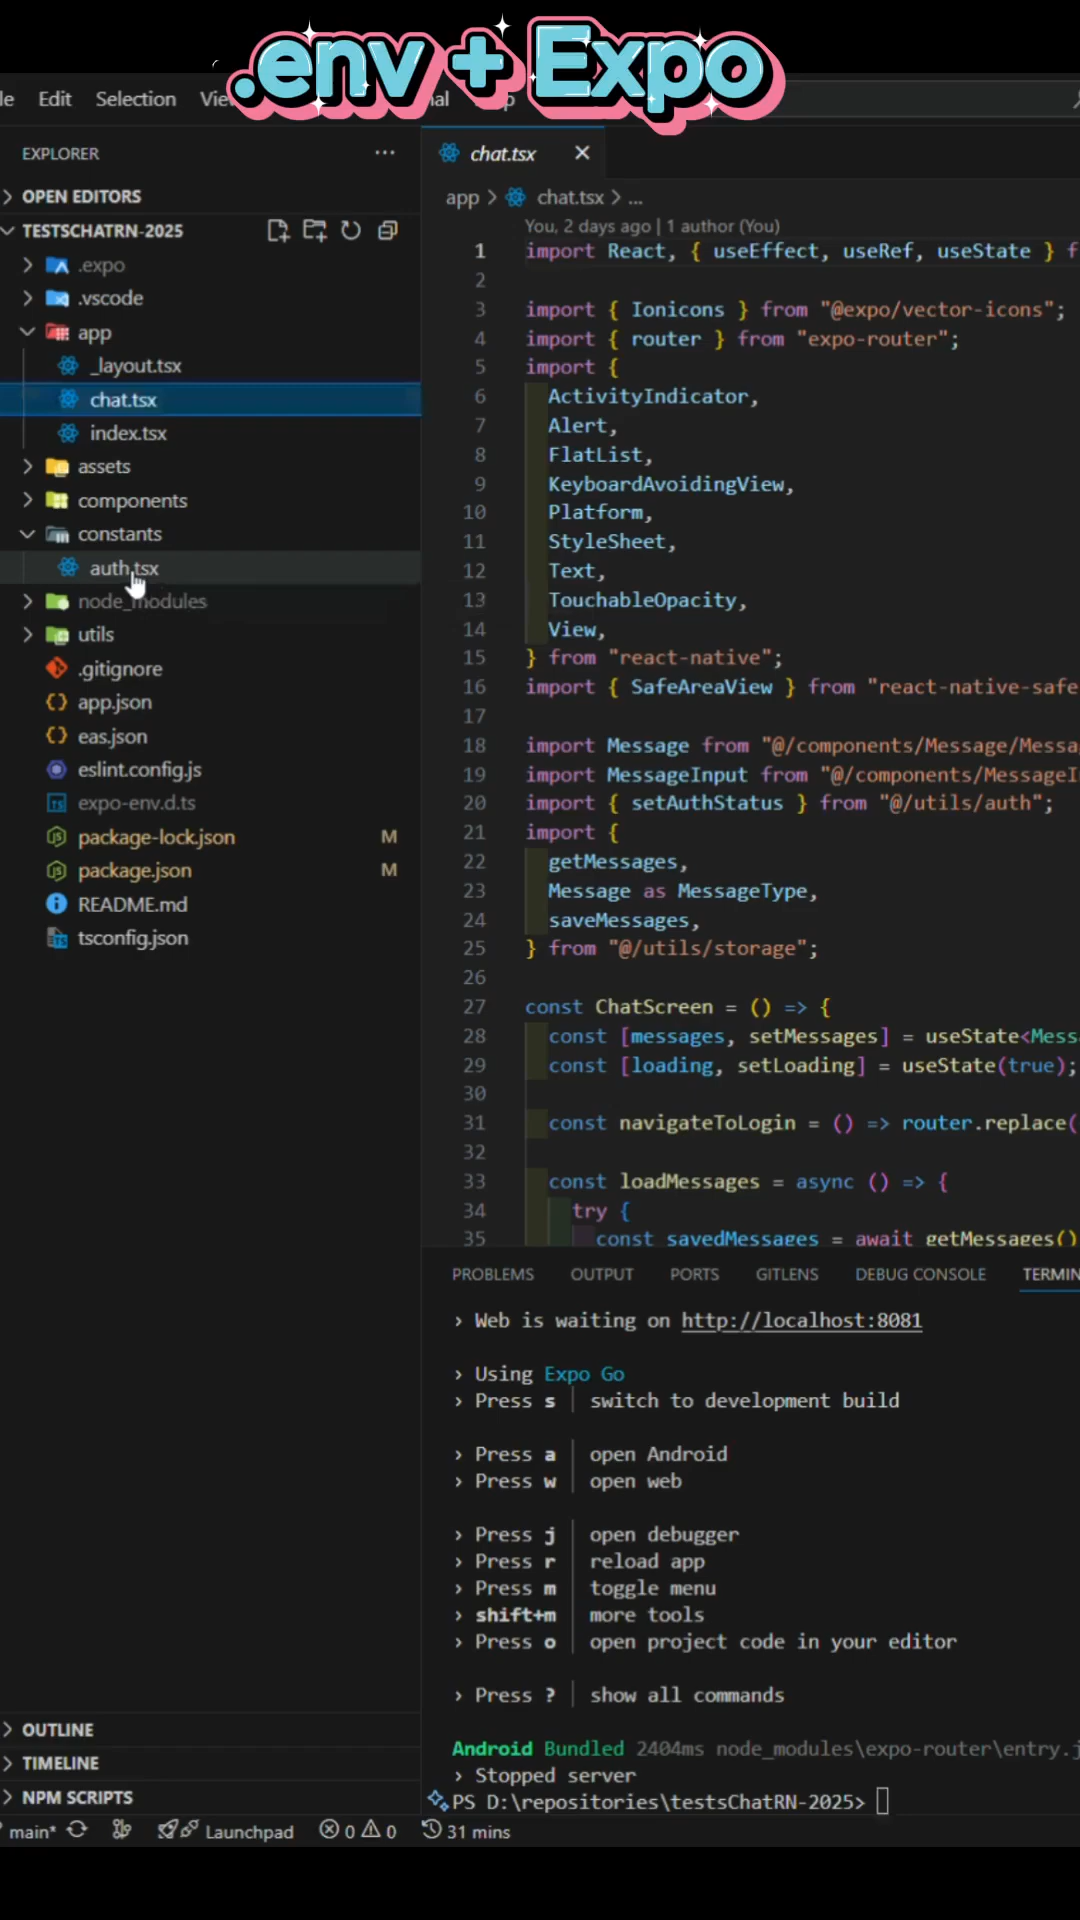 .env + Expo
le Edit Selection
EXPLORER ...
OPEN EDITORS
TESTSCHATRN-2025
.expo
.vscode
app
_layout.tsx
chat.tsx
index.tsx
assets
components
constants
auth.tsx
node_modules
utils
.gitignore
app.json
eas.json
eslint.config.js
expo-env.d.ts
package-lock.json M
package.json M
README.md
tsconfig.json
OUTLINE
TIMELINE
NPM SCRIPTS
chat.tsx
app > chat.tsx > ...
You, 2 days ago | 1 author (You)
1 import React, { useEffect, useRef, useState } f
2
3 import { Ionicons } from "@expo/vector-icons";
4 import { router } from "expo-router";
5 import {
6 ActivityIndicator,
7 Alert,
8 FlatList,
9 KeyboardAvoidingView,
10 Platform,
11 StyleSheet,
12 Text,
13 TouchableOpacity,
14 View,
15 } from "react-native";
16 import { SafeAreaView } from "react-native-safe
17
18 import Message from "@/components/Message/Messa
19 import MessageInput from "@/components/MessageI
20 import { setAuthStatus } from "@/utils/auth";
21 import {
22 getMessages,
23 Message as MessageType,
24 saveMessages,
25 } from "@/utils/storage";
26
27 const ChatScreen = () => {
28 const [messages, setMessages] = useState<Mess
29 const [loading, setLoading] = useState(true);
30
31 const navigateToLogin = () => router.replace(
32
33 const loadMessages = async () => {
34 try {
35 const savedMessages = await getMessages()
PROBLEMS OUTPUT PORTS GITLENS DEBUG CONSOLE TERMIN
› Web is waiting on http://localhost:8081
› Using Expo Go
› Press s │ switch to development build
› Press a │ open Android
› Press w │ open web
› Press j │ open debugger
› Press r │ reload app
› Press m │ toggle menu
› shift+m │ more tools
› Press o │ open project code in your editor
› Press ? │ show all commands
Android Bundled 2404ms node_modules\expo-router\entry.j
› Stopped server
PS D:\repositories\testsChatRN-2025>
main* Launchpad 0 0 31 mins